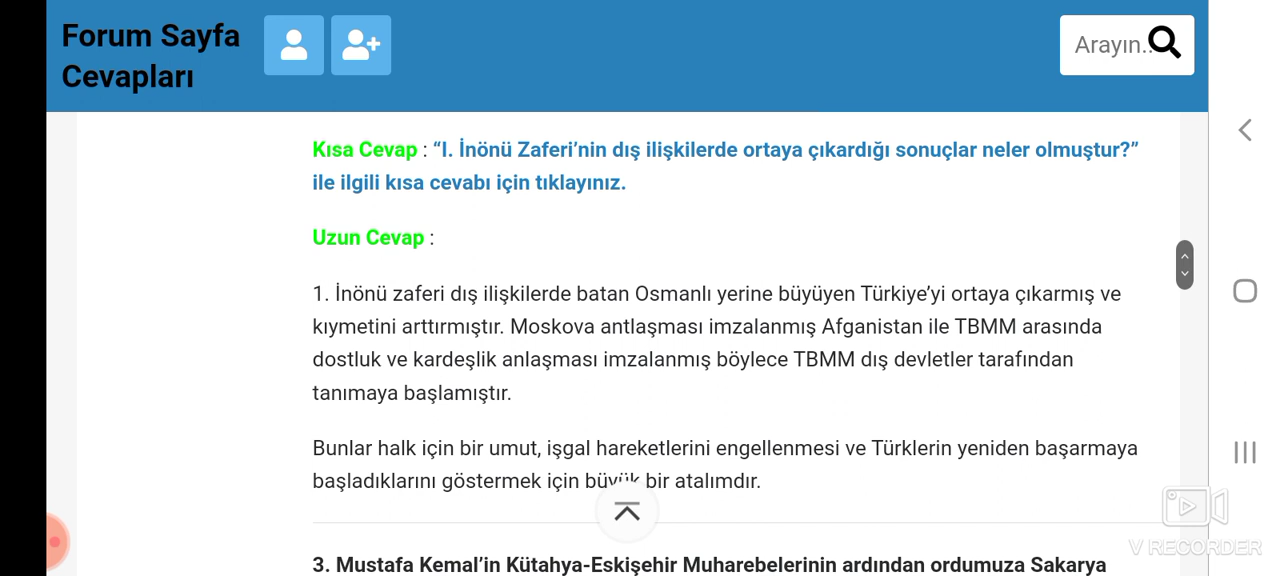 Forum Sayfa
Cevapları
Arayın..
Kısa Cevap : “I. İnönü Zaferi’nin dış ilişkilerde ortaya çıkardığı sonuçlar neler olmuştur?”
ile ilgili kısa cevabı için tıklayınız.
Uzun Cevap :
1. İnönü zaferi dış ilişkilerde batan Osmanlı yerine büyüyen Türkiye’yi ortaya çıkarmış ve
kıymetini arttırmıştır. Moskova antlaşması imzalanmış Afganistan ile TBMM arasında
dostluk ve kardeşlik anlaşması imzalanmış böylece TBMM dış devletler tarafından
tanımaya başlamıştır.
Bunlar halk için bir umut, işgal hareketlerini engellenmesi ve Türklerin yeniden başarmaya
başladıklarını göstermek için büyük bir atalımdır.
3. Mustafa Kemal’in Kütahya-Eskişehir Muharebelerinin ardından ordumuza Sakarya
V RECORDER